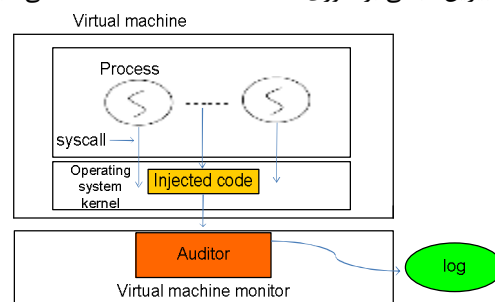 Virtual machine
Process
syscall
Operating
system
kernel
Injected code
Auditor
log
Virtual machine monitor